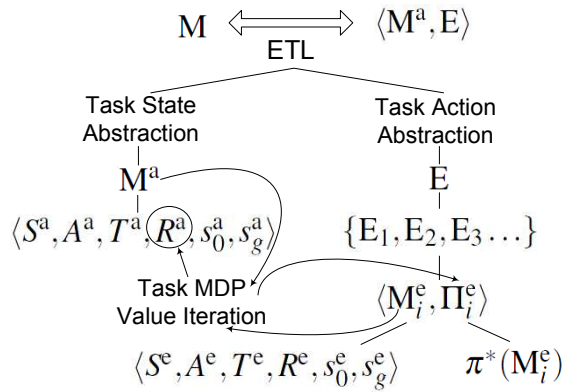 M ⟨Mᵃ, E⟩
ETL
Task State Abstraction
Task Action Abstraction
Mᵃ
E
⟨Sᵃ, Aᵃ, Tᵃ, Rᵃ, s₀ᵃ, s_gᵃ⟩
{E₁, E₂, E₃ ...}
Task MDP
Value Iteration
⟨Mᵢᵉ, Πᵢᵉ⟩
⟨Sᵉ, Aᵉ, Tᵉ, Rᵉ, s₀ᵉ, s_gᵉ⟩
π*(Mᵢᵉ)